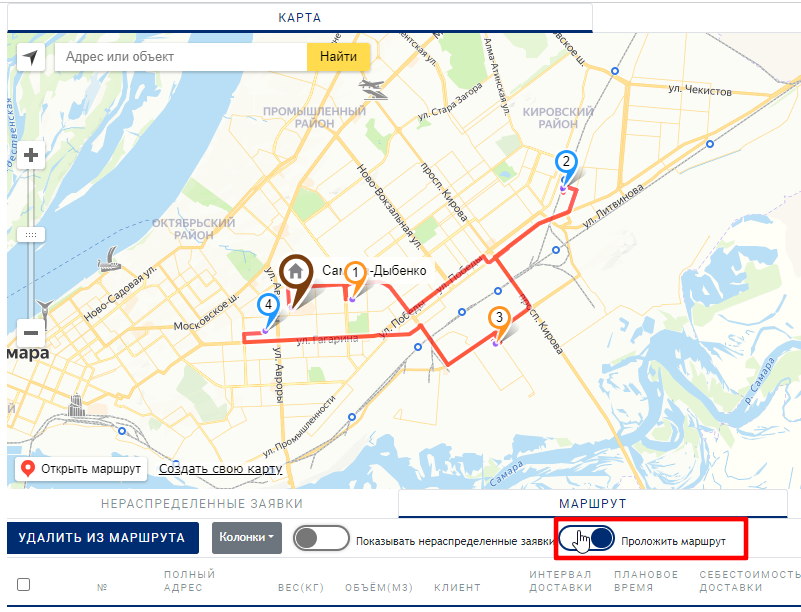 КАРТА
Адрес или объект
Найти
ул. Чекистов
Алма-Атинская ул.
ул. Стара Загора
ПРОМЫШЛЕННЫЙ
РАЙОН
КИРОВСКИЙ
РАЙОН
2
просп. Кирова
Ново-Вокзальная ул.
ул. Литвинова
ОКТЯБРЬСКИЙ
РАЙОН
Сам
1
-Дыбенко
ул. Ав
ул. Победы
Ново-Садовая ул.
4
Московское ш.
3
ул. Победы
просп. Кирова
ул. Гагарина
мара
ул. Авроры
р. Самара
ул. Промышленности
Самара
Открыть маршрут
Создать свою карту
НЕРАСПРЕДЕЛЕННЫЕ ЗАЯВКИ
МАРШРУТ
УДАЛИТЬ ИЗ МАРШРУТА
Колонки
Показывать нераспределенные заявки
Проложить маршрут
№
ПОЛНЫЙ
АДРЕС
ВЕС(КГ)
ОБЪЁМ(М3)
КЛИЕНТ
ИНТЕРВАЛ
ДОСТАВКИ
ПЛАНОВОЕ
ВРЕМЯ
СЕБЕСТОИМОСТЬ
ДОСТАВКИ